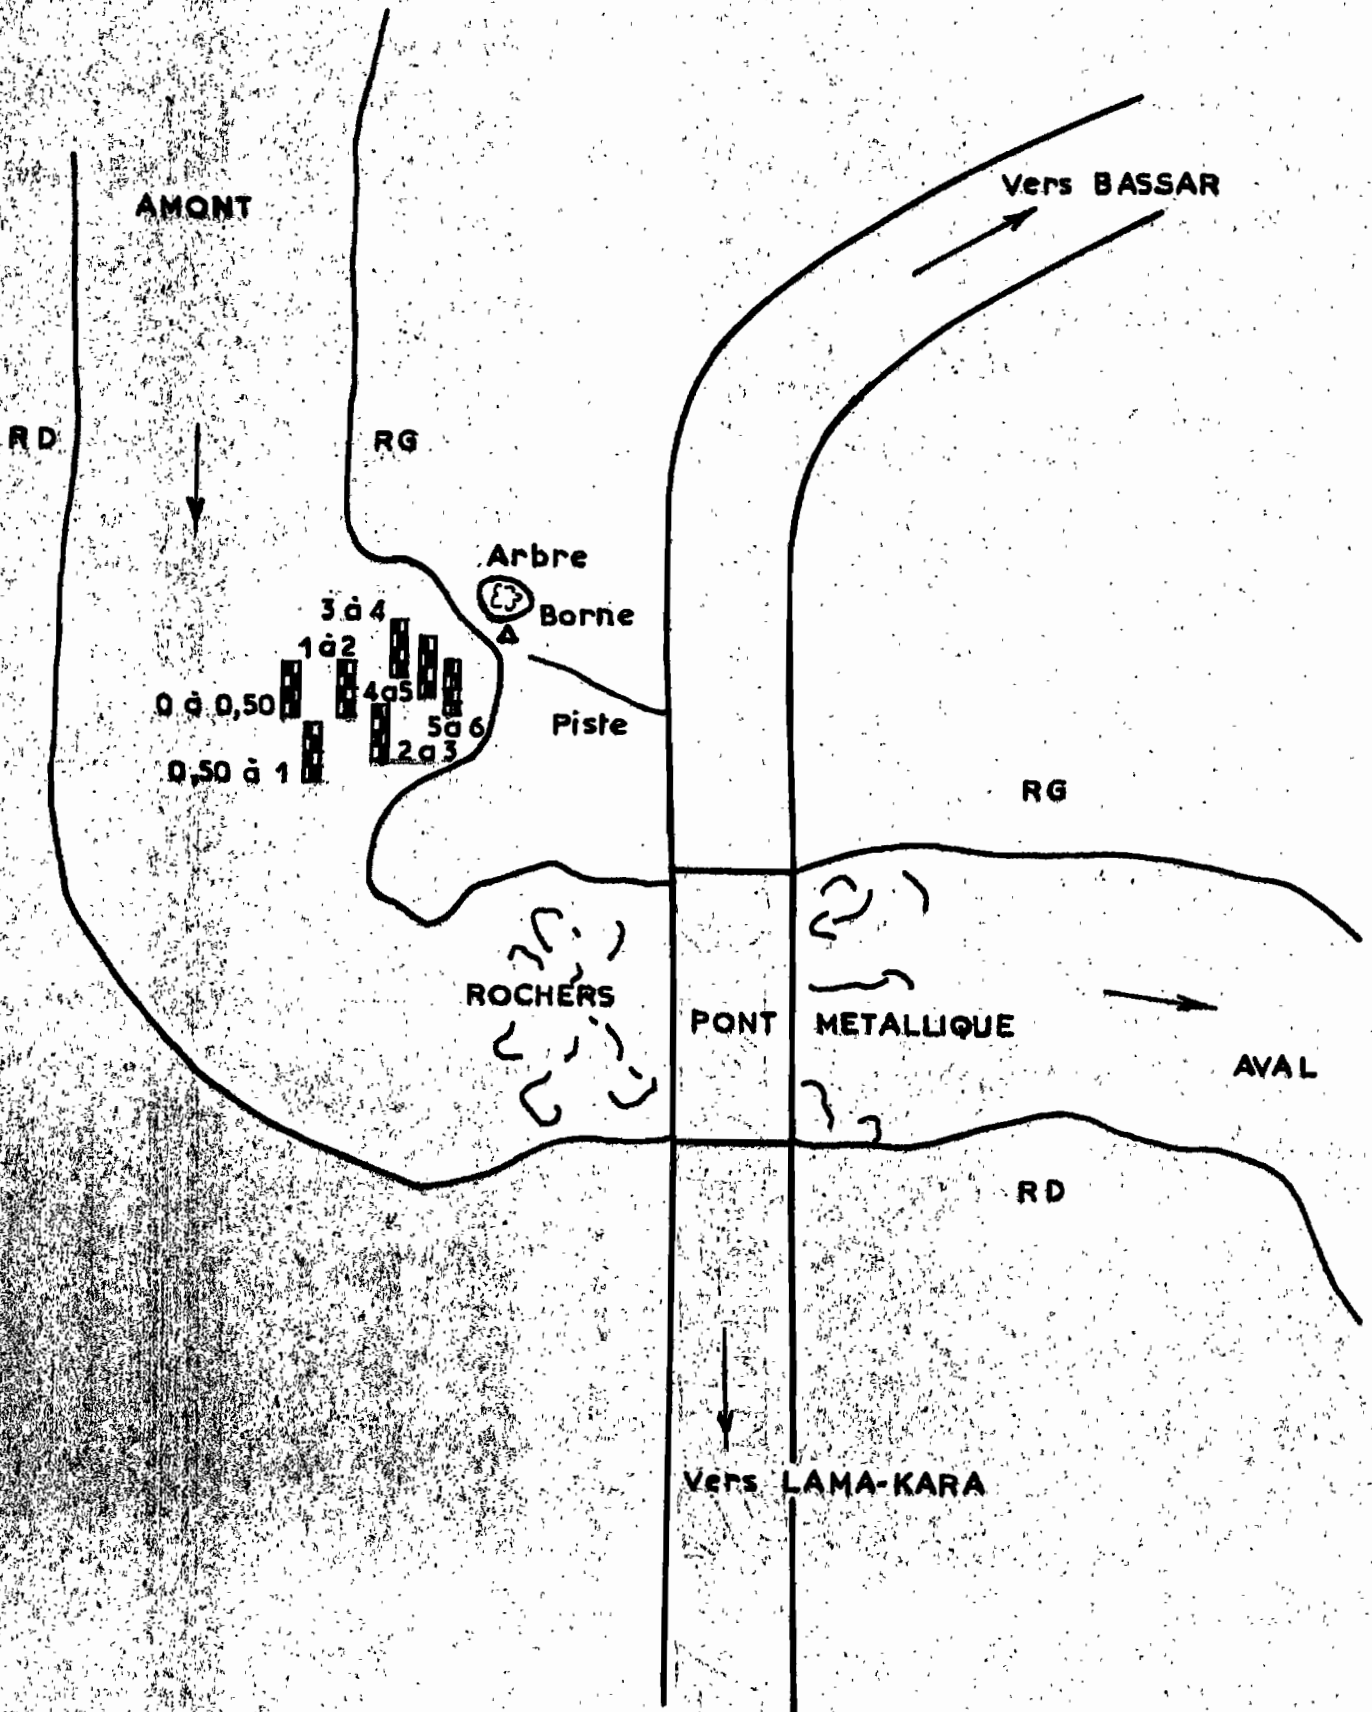 Vers BASSAR
AMONT
RD
RG
Arbre
Borne
3 à 4
1 à 2
0 à 0,50
4 a 5
5 à 6
Piste
2 a 3
0,50 à 1
RG
ROCHERS
PONT METALLIQUE
AVAL
RD
Vers LAMA-KARA